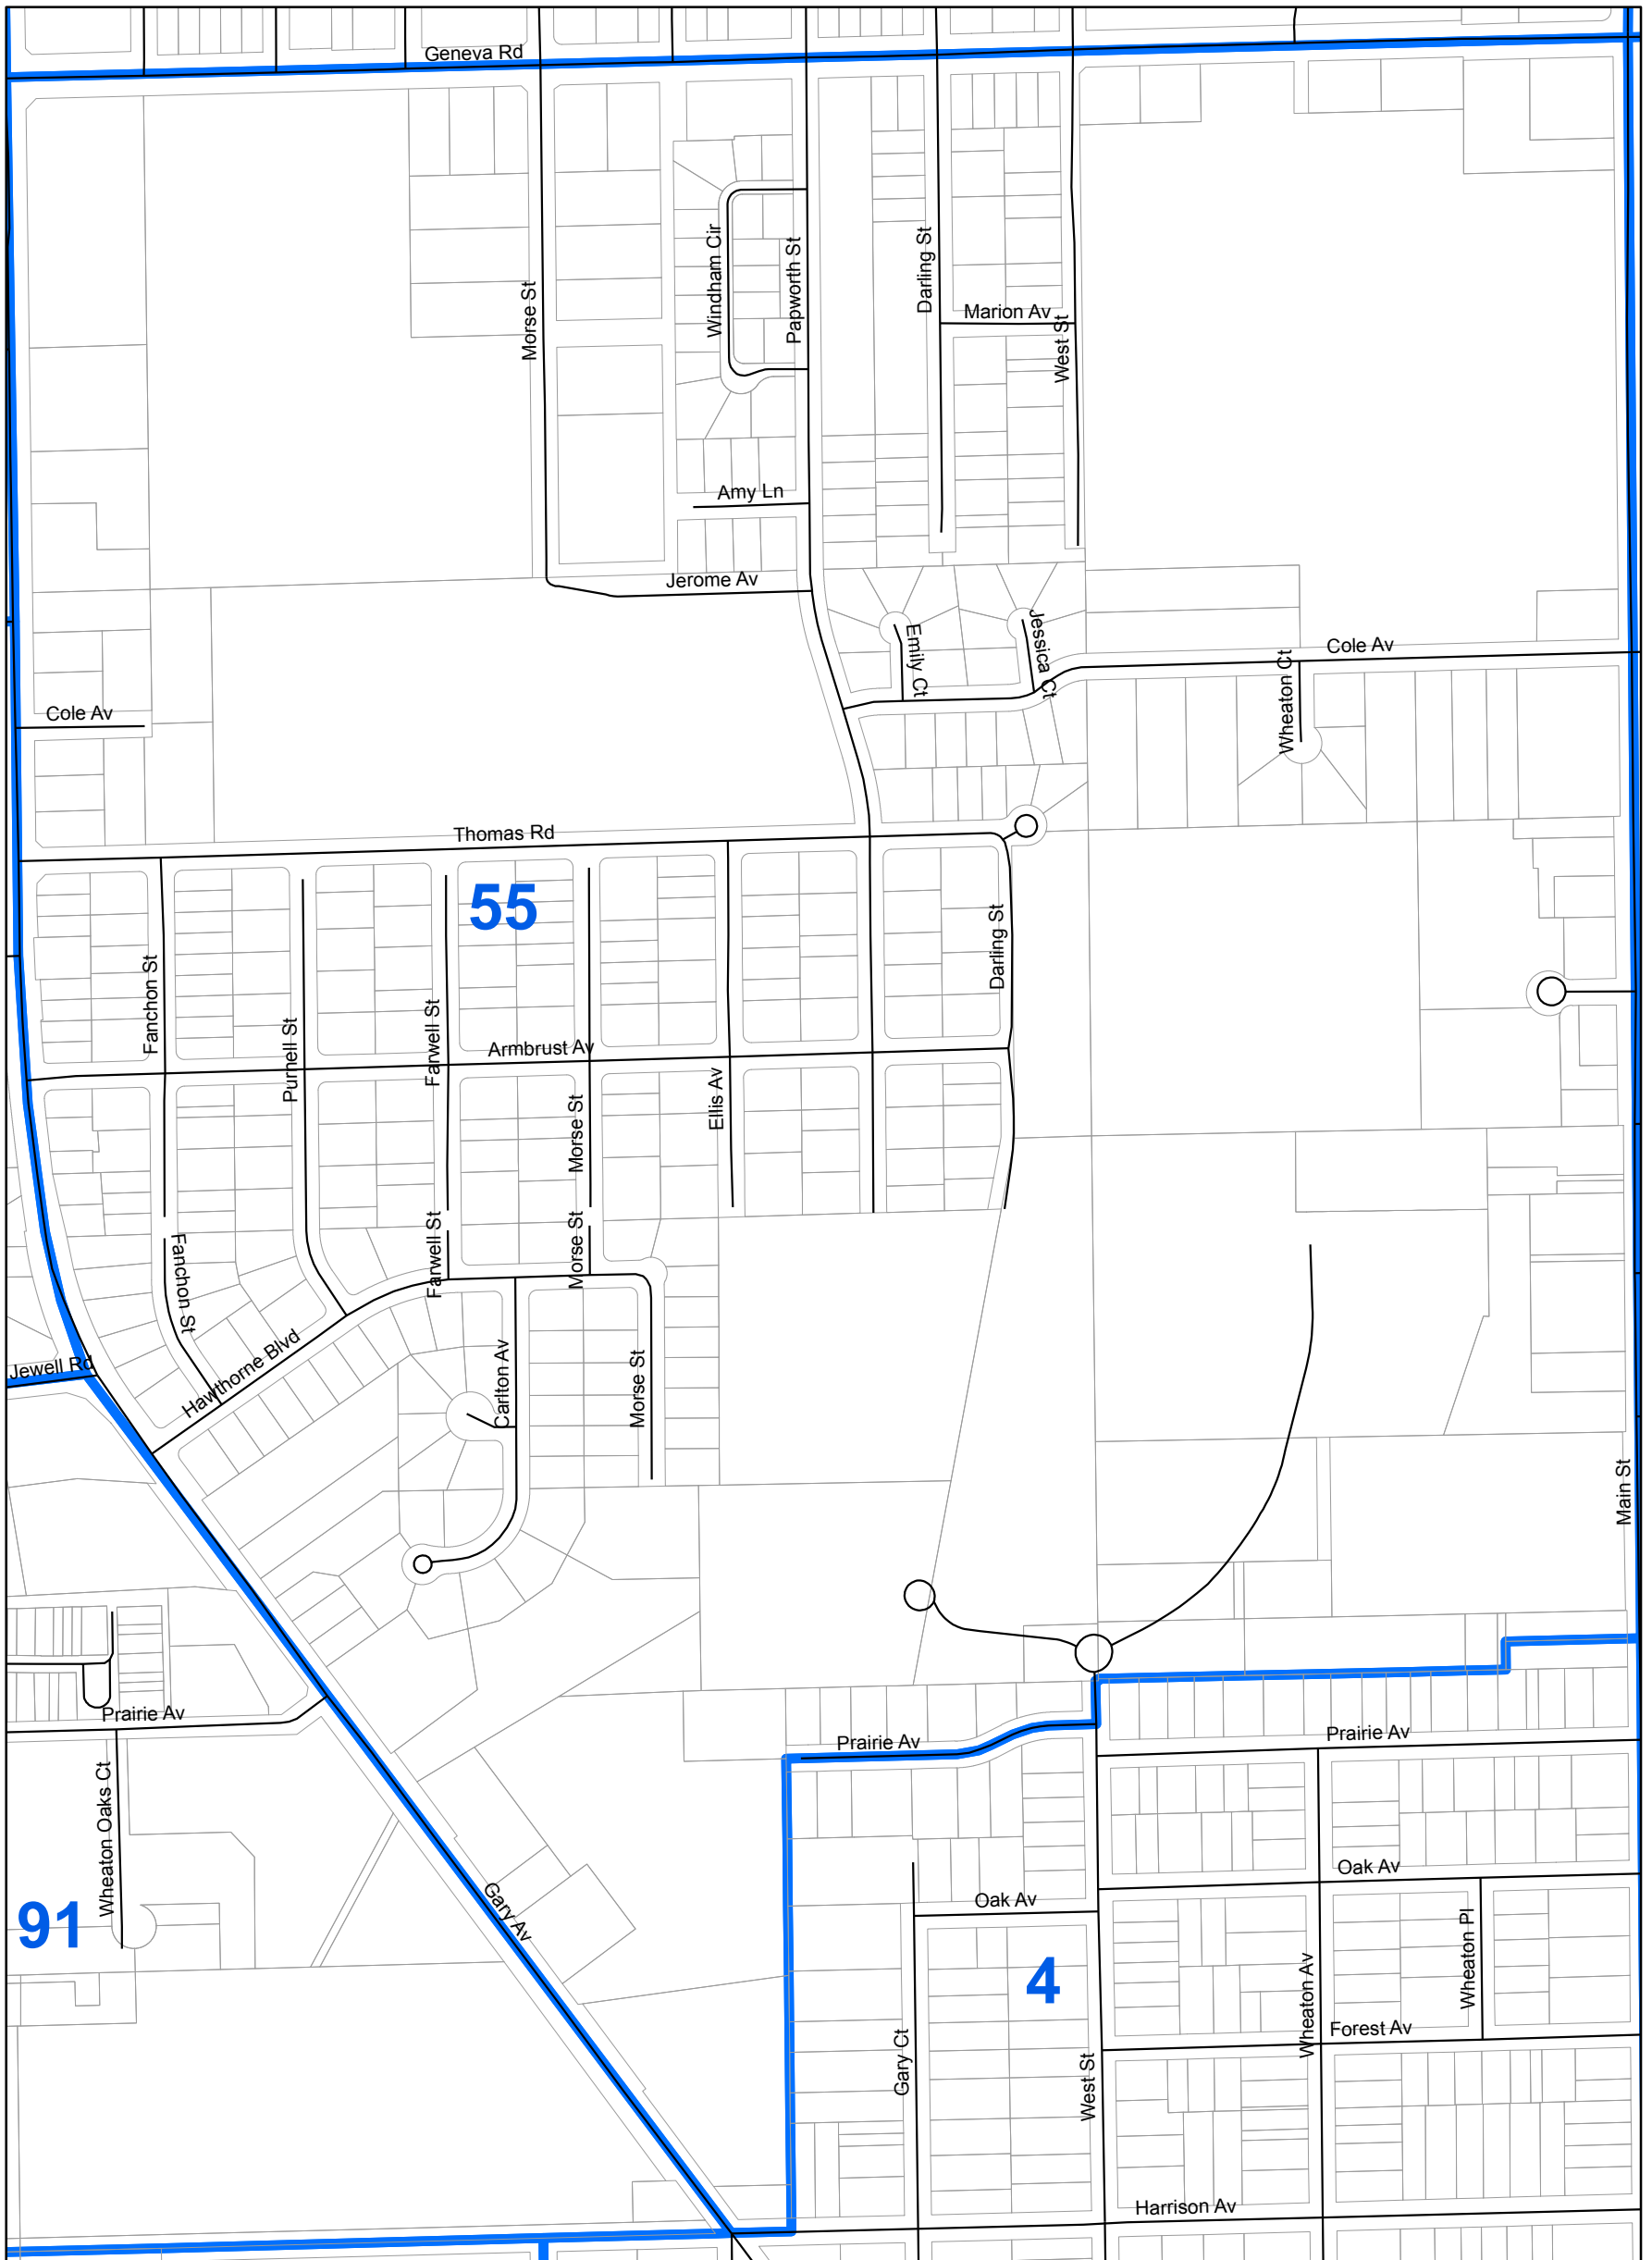 Geneva Rd
Morse St
Windham Cir
Papworth St
Darling St
Marion Av
West St
Amy Ln
Jerome Av
Emily Ct
Jessica Ct
Cole Av
Wheaton Ct
Cole Av
Thomas Rd
55
Fanchon St
Purnell St
Farwell St
Armbrust Av
Morse St
Ellis Av
Darling St
Fanchon St
Farwell St
Morse St
Hawthorne Blvd
Jewell Rd
Carlton Av
Morse St
Main St
Prairie Av
Prairie Av
Prairie Av
Wheaton Oaks Ct
91
Gary Av
Oak Av
Oak Av
4
Wheaton Av
Wheaton Pl
Forest Av
Gary Ct
West St
Harrison Av